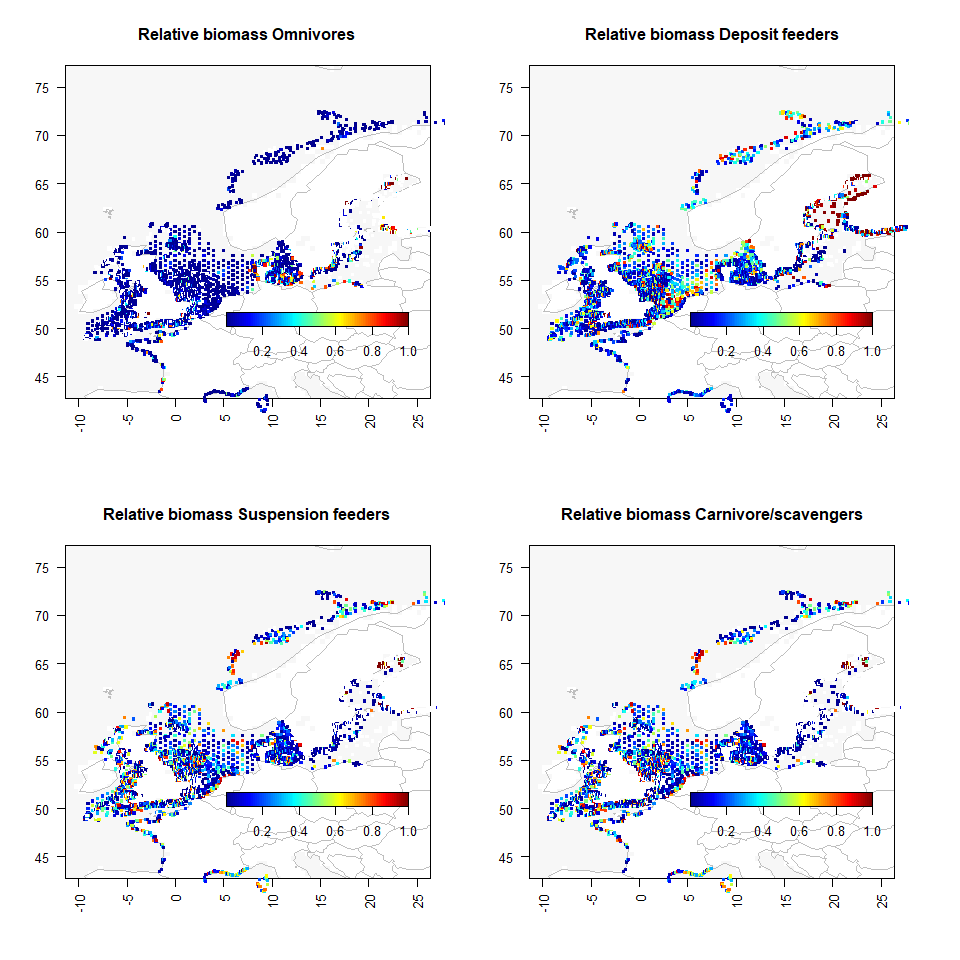 Relative biomass Omnivores
75
70
65
60
55
50
45
0.2 0.4 0.6 0.8 1.0
-10 -5 0 5 10 15 20 25
Relative biomass Deposit feeders
75
70
65
60
55
50
45
0.2 0.4 0.6 0.8 1.0
-10 -5 0 5 10 15 20 25
Relative biomass Suspension feeders
75
70
65
60
55
50
45
0.2 0.4 0.6 0.8 1.0
-10 -5 0 5 10 15 20 25
Relative biomass Carnivore/scavengers
75
70
65
60
55
50
45
0.2 0.4 0.6 0.8 1.0
-10 -5 0 5 10 15 20 25